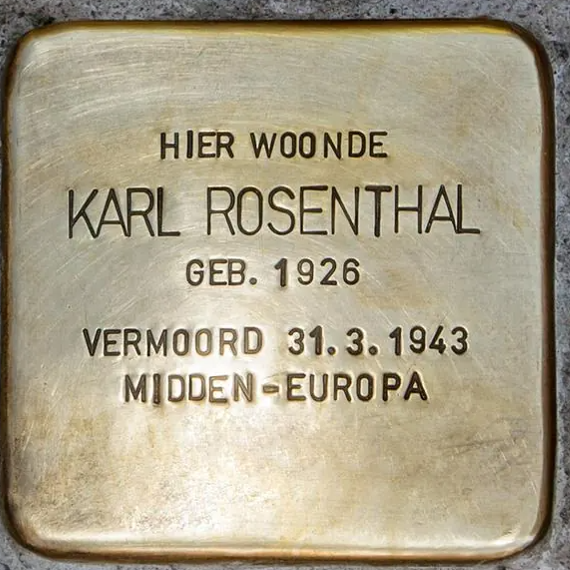 HIER WOONDE
KARL ROSENTHAL
GEB. 1926
VERMOORD 31.3.1943
MIDDEN-EUROPA